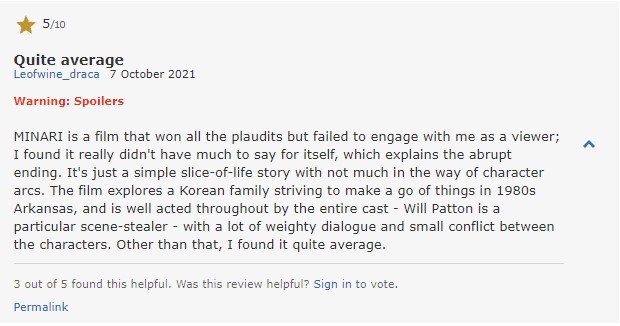 5/10
Quite average
Leofwine_draca 7 October 2021
Warning: Spoilers
MINARI is a film that won all the plaudits but failed to engage with me as a viewer;
I found it really didn't have much to say for itself, which explains the abrupt
ending. It's just a simple slice-of-life story with not much in the way of character
arcs. The film explores a Korean family striving to make a go of things in 1980s
Arkansas, and is well acted throughout by the entire cast - Will Patton is a
particular scene-stealer - with a lot of weighty dialogue and small conflict between
the characters. Other than that, I found it quite average.
3 out of 5 found this helpful. Was this review helpful? Sign in to vote.
Permalink